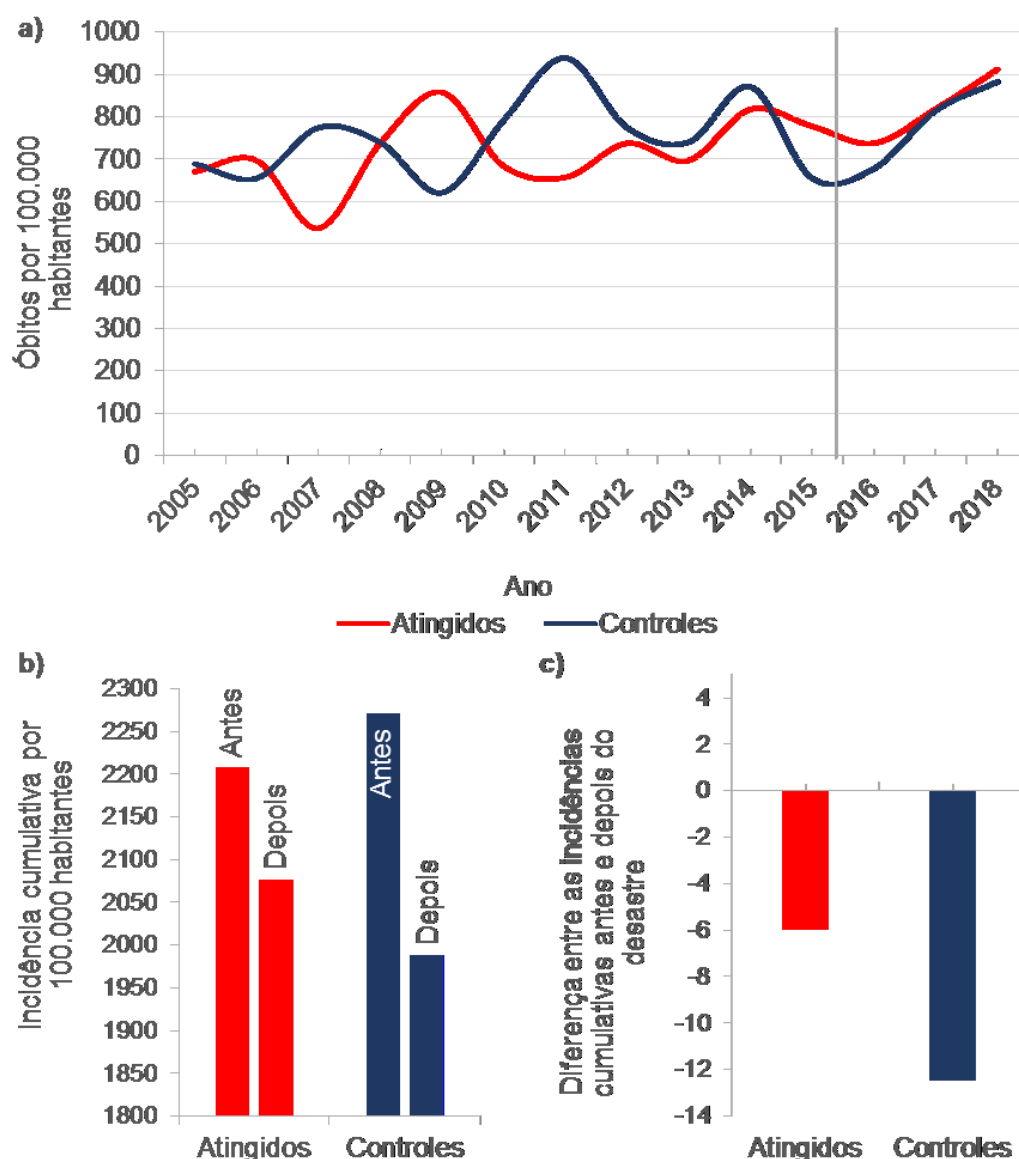 a)
Óbitos por 100.000
habitantes
1000
900
800
700
600
500
400
300
200
100
0
2005 2006 2007 2008 2009 2010 2011 2012 2013 2014 2015 2016 2017 2018
Ano
Atingidos Controles
b)
Incidência cumulativa por
100.000 habitantes
2300
2250
2200
2150
2100
2050
2000
1950
1900
1850
1800
Antes
Depois
Antes
Depois
Atingidos Controles
c)
Diferença entre as incidências
cumulativas antes e depois do
desastre
4
2
0
-2
-4
-6
-8
-10
-12
-14
Atingidos Controles